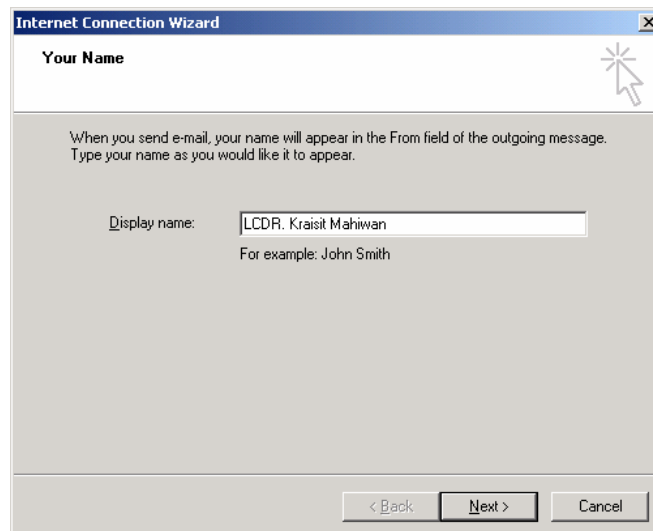 Internet Connection Wizard
Your Name
When you send e-mail, your name will appear in the From field of the outgoing message.
Type your name as you would like it to appear.
Display name: LCDR. Kraisit Mahiwan
For example: John Smith
< Back Next > Cancel